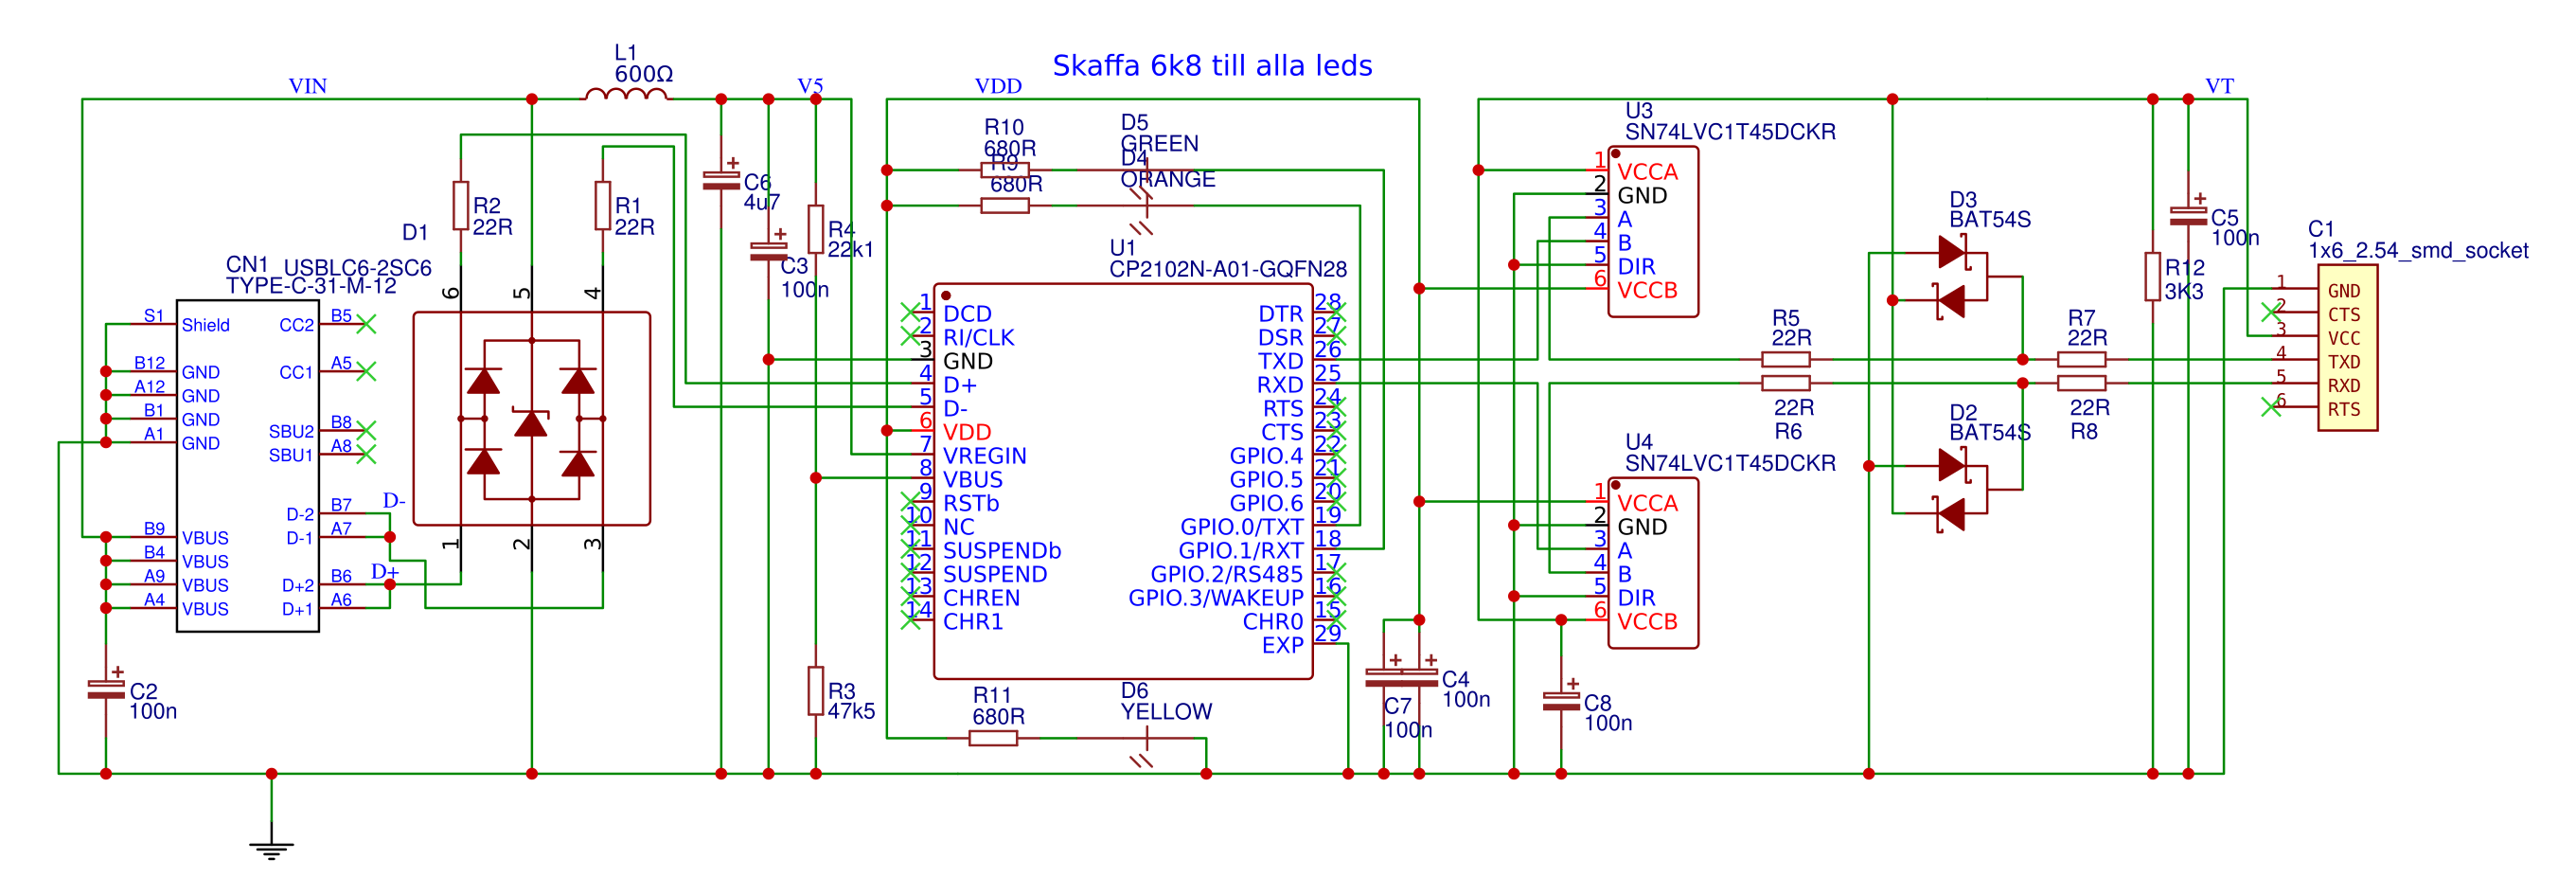 Skaffa 6k8 till alla leds
VIN
L1
600Ω
V5
VDD
VT
R2
22R
R1
22R
D1
USBLC6-2SC6
6
5
4
1
2
3
CN1
TYPE-C-31-M-12
S1 Shield
B12 GND
A12 GND
B1 GND
A1 GND
B9 VBUS
B4 VBUS
A9 VBUS
A4 VBUS
CC2 B5
CC1 A5
SBU2 B8
SBU1 A8
D-2 B7
D-1 A7
D+2 B6
D+1 A6
D-
D+
C2
100n
C6
4u7
C3
100n
R4
22k1
R3
47k5
R10
680R
R9
680R
D5
GREEN
D4
ORANGE
U1
CP2102N-A01-GQFN28
1 DCD
2 RI/CLK
3 GND
4 D+
5 D-
6 VDD
7 VREGIN
8 VBUS
9 RSTb
10 NC
11 SUSPENDb
12 SUSPEND
13 CHREN
14 CHR1
DTR 28
DSR 27
TXD 26
RXD 25
RTS 24
CTS 23
GPIO.4 22
GPIO.5 21
GPIO.6 20
GPIO.0/TXT 19
GPIO.1/RXT 18
GPIO.2/RS485 17
GPIO.3/WAKEUP 16
CHR0 15
EXP 29
R11
680R
D6
YELLOW
C7
100n
C4
100n
C8
100n
U3
SN74LVC1T45DCKR
1 VCCA
2 GND
3 A
4 B
5 DIR
6 VCCB
U4
SN74LVC1T45DCKR
1 VCCA
2 GND
3 A
4 B
5 DIR
6 VCCB
R5
22R
22R
R6
D3
BAT54S
D2
BAT54S
R7
22R
22R
R8
R12
3K3
C5
100n
C1
1x6_2.54_smd_socket
1 GND
2 CTS
3 VCC
4 TXD
5 RXD
6 RTS